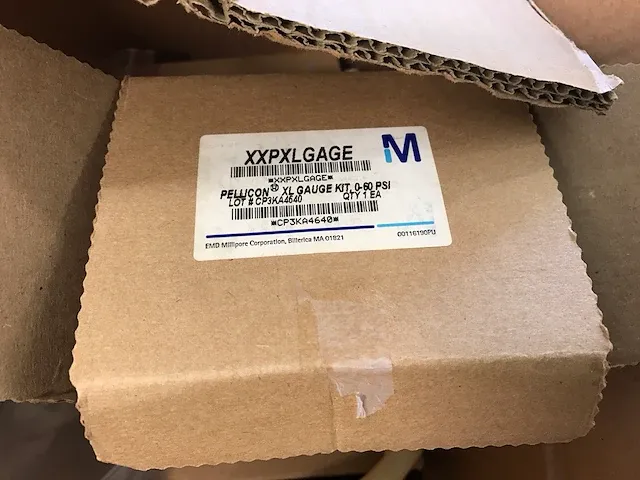 XXPXLGAGE
M
*XXPXLGAGE*
PELLICON® XL GAUGE KIT, 0-60 PSI
LOT # CP3KA4640 QTY 1 EA
*CP3KA4640*
EMD Millipore Corporation, Billerica MA 01821 00116190PU